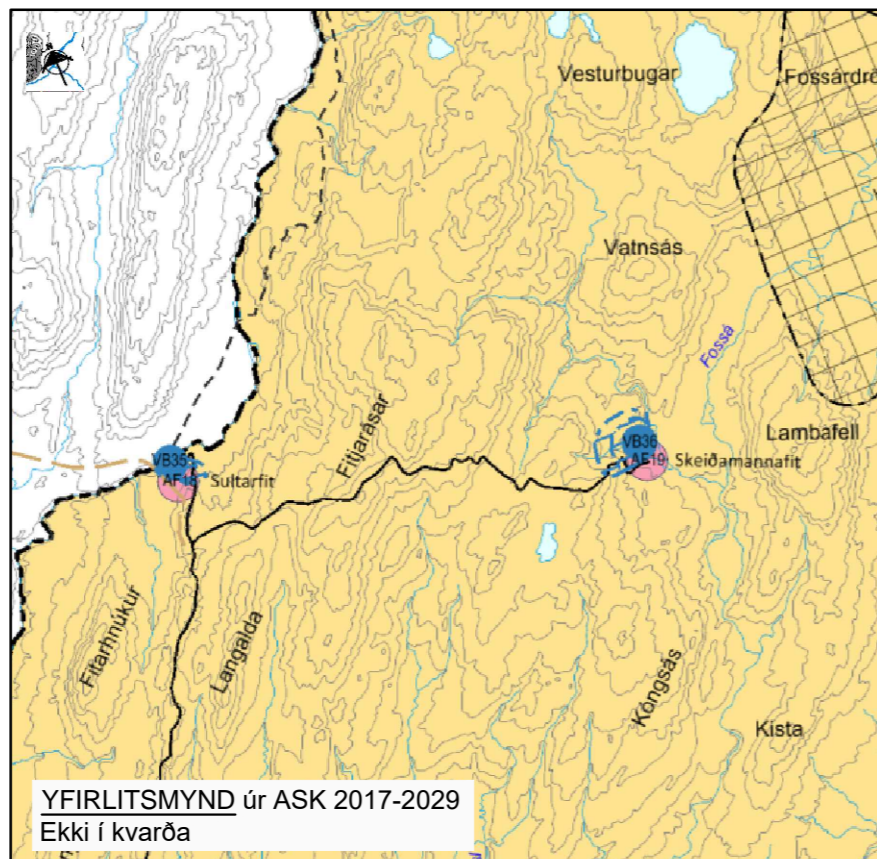 Vesturbugar
Fossárdrö
Vatnsás
Fossá
Fitjarásar
Lambafell
VB35
AF18
Sultarfit
VB36
AF19
Skeiðamannafit
Fitarhnúkur
Langalda
Kóngsás
Kista
YFIRLITSMYND úr ASK 2017-2029
Ekki í kvarða